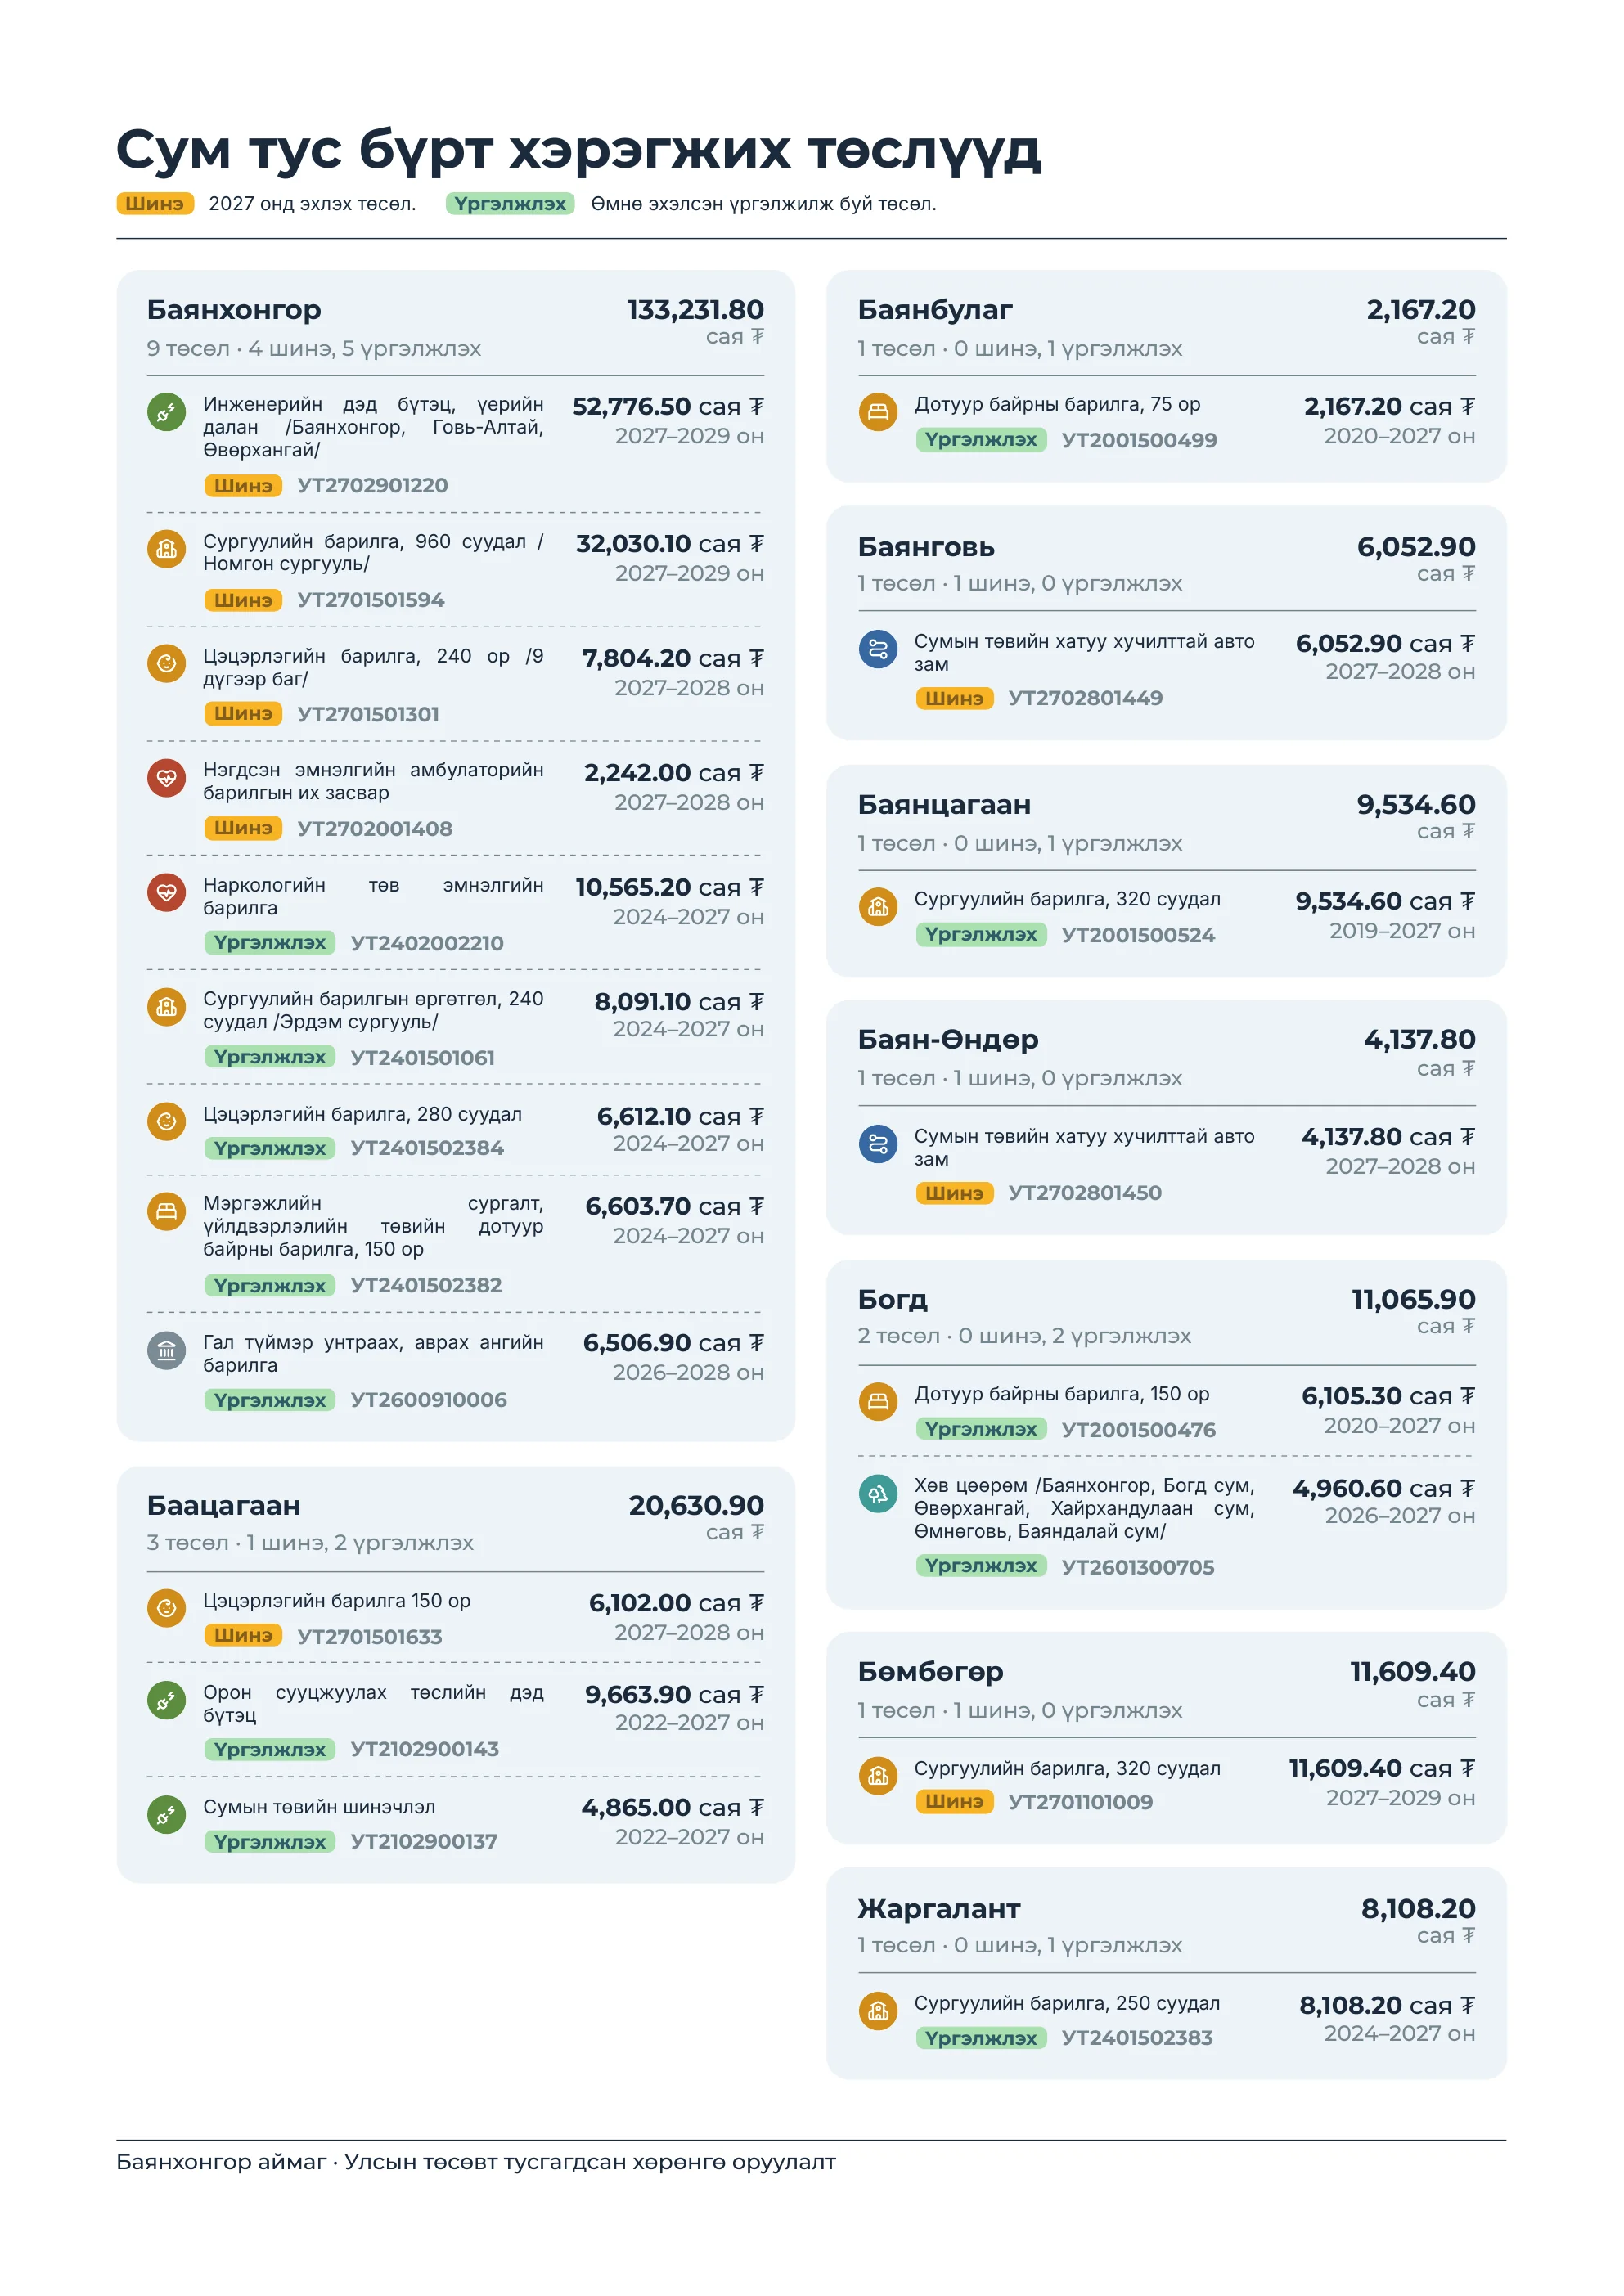 Сум тус бүрт хэрэгжих төслүүд
Шинэ 2027 онд эхлэх төсөл. Үргэлжлэх Өмнө эхэлсэн үргэлжилж буй төсөл.
Баянхонгор 133,231.80
сая ₮
9 төсөл · 4 шинэ, 5 үргэлжлэх
Инженерийн дэд бүтэц, үерийн 52,776.50 сая ₮
далан /Баянхонгор, Говь-Алтай, 2027–2029 он
Өвөрхангай/
Шинэ УТ2702901220
Сургуулийн барилга, 960 суудал / 32,030.10 сая ₮
Номгон сургууль/ 2027–2029 он
Шинэ УТ2701501594
Цэцэрлэгийн барилга, 240 ор /9 7,804.20 сая ₮
дүгээр баг/ 2027–2028 он
Шинэ УТ2701501301
Нэгдсэн эмнэлгийн амбулаторийн 2,242.00 сая ₮
барилгын их засвар 2027–2028 он
Шинэ УТ2702001408
Наркологийн төв эмнэлгийн 10,565.20 сая ₮
барилга 2024–2027 он
Үргэлжлэх УТ2402002210
Сургуулийн барилгын өргөтгөл, 240 8,091.10 сая ₮
суудал /Эрдэм сургууль/ 2024–2027 он
Үргэлжлэх УТ2401501061
Цэцэрлэгийн барилга, 280 суудал 6,612.10 сая ₮
Үргэлжлэх УТ2401502384 2024–2027 он
Мэргэжлийн сургалт, 6,603.70 сая ₮
үйлдвэрлэлийн төвийн дотуур 2024–2027 он
байрны барилга, 150 ор
Үргэлжлэх УТ2401502382
Гал түймэр унтраах, аврах ангийн 6,506.90 сая ₮
барилга 2026–2028 он
Үргэлжлэх УТ2600910006
Баацагаан 20,630.90
сая ₮
3 төсөл · 1 шинэ, 2 үргэлжлэх
Цэцэрлэгийн барилга 150 ор 6,102.00 сая ₮
Шинэ УТ2701501633 2027–2028 он
Орон сууцжуулах төслийн дэд 9,663.90 сая ₮
бүтэц 2022–2027 он
Үргэлжлэх УТ2102900143
Сумын төвийн шинэчлэл 4,865.00 сая ₮
Үргэлжлэх УТ2102900137 2022–2027 он
Баянбулаг 2,167.20
сая ₮
1 төсөл · 0 шинэ, 1 үргэлжлэх
Дотуур байрны барилга, 75 ор 2,167.20 сая ₮
Үргэлжлэх УТ2001500499 2020–2027 он
Баянговь 6,052.90
сая ₮
1 төсөл · 1 шинэ, 0 үргэлжлэх
Сумын төвийн хатуу хучилттай авто 6,052.90 сая ₮
зам 2027–2028 он
Шинэ УТ2702801449
Баянцагаан 9,534.60
сая ₮
1 төсөл · 0 шинэ, 1 үргэлжлэх
Сургуулийн барилга, 320 суудал 9,534.60 сая ₮
Үргэлжлэх УТ2001500524 2019–2027 он
Баян-Өндөр 4,137.80
сая ₮
1 төсөл · 1 шинэ, 0 үргэлжлэх
Сумын төвийн хатуу хучилттай авто 4,137.80 сая ₮
зам 2027–2028 он
Шинэ УТ2702801450
Богд 11,065.90
сая ₮
2 төсөл · 0 шинэ, 2 үргэлжлэх
Дотуур байрны барилга, 150 ор 6,105.30 сая ₮
Үргэлжлэх УТ2001500476 2020–2027 он
Хөв цөөрөм /Баянхонгор, Богд сум, 4,960.60 сая ₮
Өвөрхангай, Хайрхандулаан сум, 2026–2027 он
Өмнөговь, Баяндалай сум/
Үргэлжлэх УТ2601300705
Бөмбөгөр 11,609.40
сая ₮
1 төсөл · 1 шинэ, 0 үргэлжлэх
Сургуулийн барилга, 320 суудал 11,609.40 сая ₮
Шинэ УТ2701101009 2027–2029 он
Жаргалант 8,108.20
сая ₮
1 төсөл · 0 шинэ, 1 үргэлжлэх
Сургуулийн барилга, 250 суудал 8,108.20 сая ₮
Үргэлжлэх УТ2401502383 2024–2027 он
Баянхонгор аймаг · Улсын төсөвт тусгагдсан хөрөнгө оруулалт